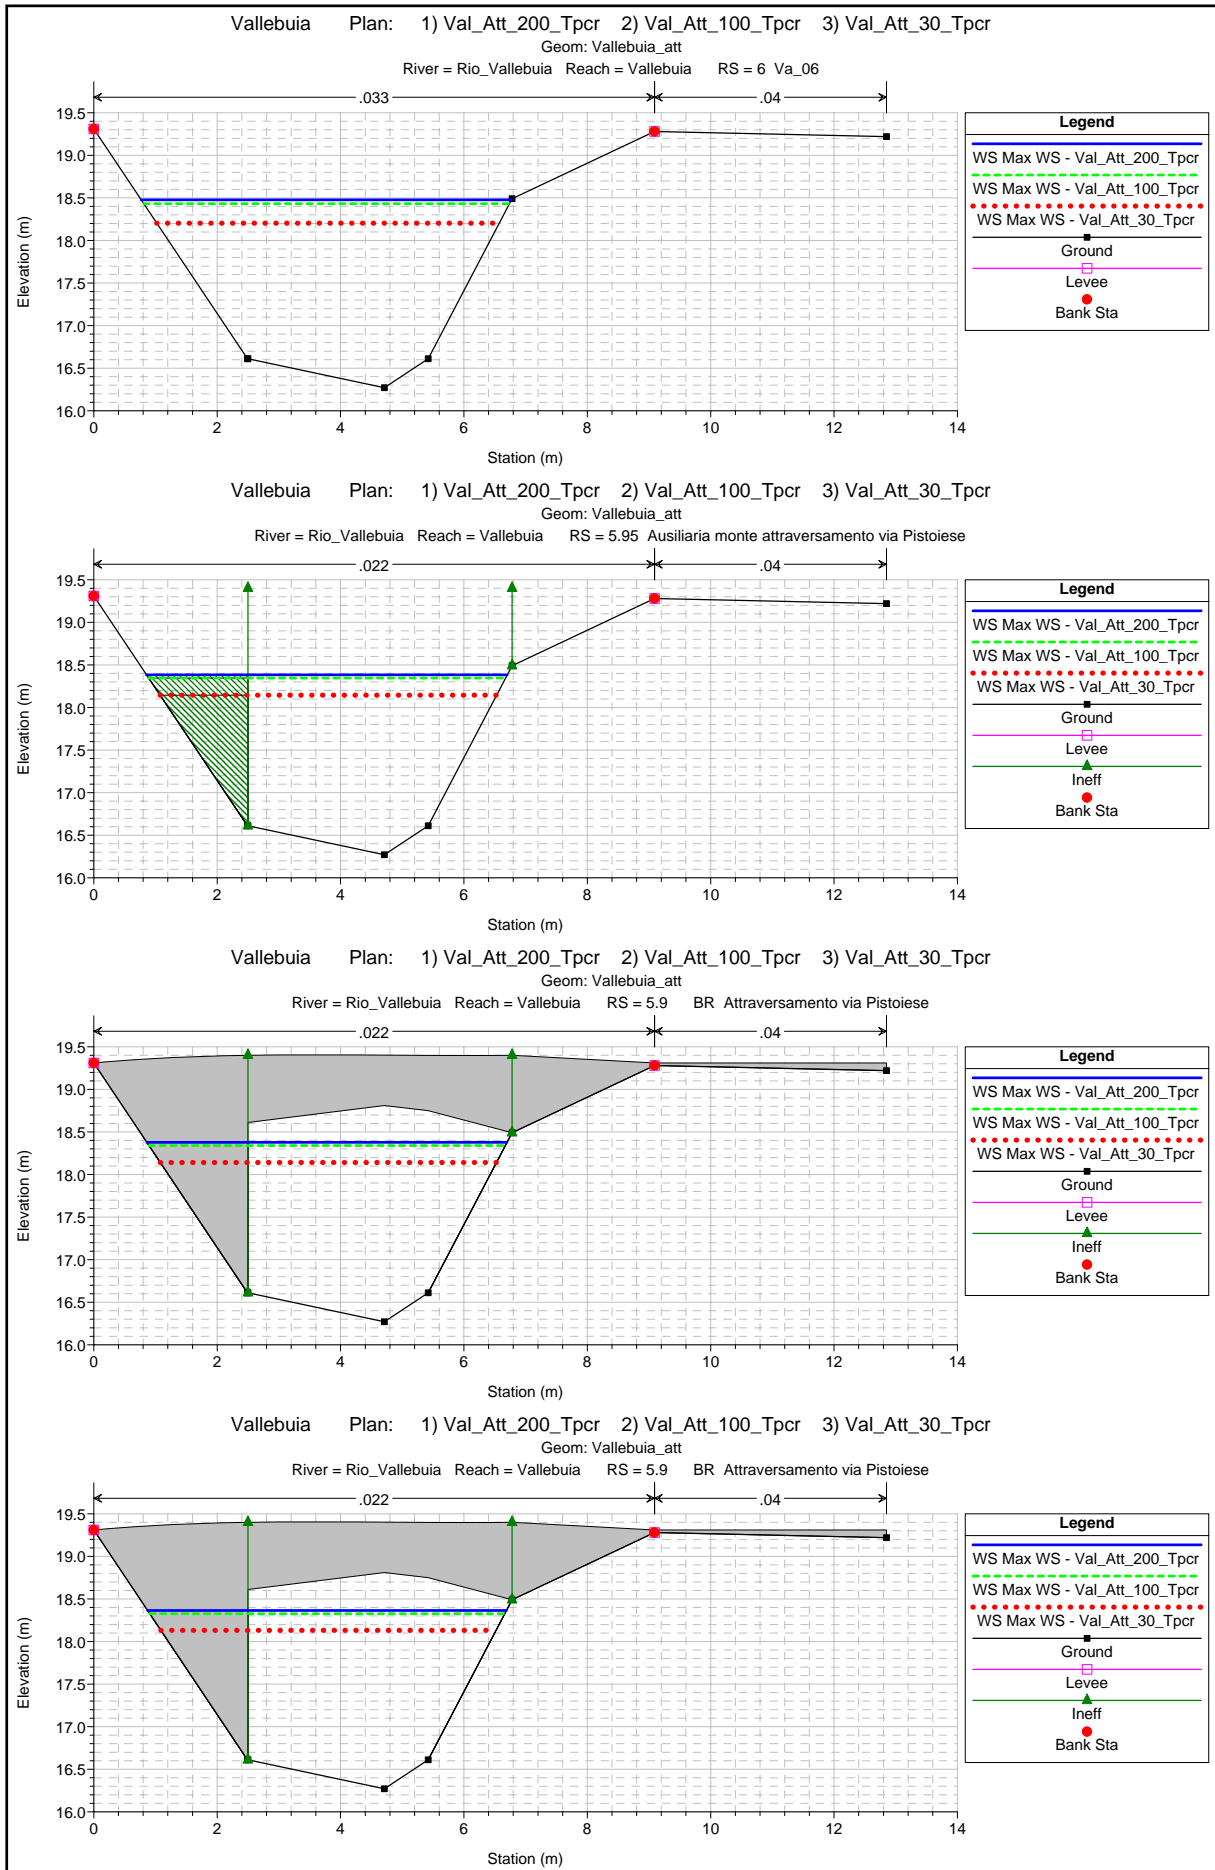 Vallebuia Plan: 1) Val_Att_200_Tpcr 2) Val_Att_100_Tpcr 3) Val_Att_30_Tpcr
Geom: Vallebuia_att
River = Rio_Vallebuia Reach = Vallebuia RS = 6 Va_06
.033 .04
19.5
19.0
18.5
18.0
17.5
17.0
16.5
16.0
Elevation (m)
0 2 4 6 8 10 12 14
Station (m)
Legend
WS Max WS - Val_Att_200_Tpcr
WS Max WS - Val_Att_100_Tpcr
WS Max WS - Val_Att_30_Tpcr
Ground
Levee
Bank Sta
Vallebuia Plan: 1) Val_Att_200_Tpcr 2) Val_Att_100_Tpcr 3) Val_Att_30_Tpcr
Geom: Vallebuia_att
River = Rio_Vallebuia Reach = Vallebuia RS = 5.95 Ausiliaria monte attraversamento via Pistoiese
.022 .04
19.5
19.0
18.5
18.0
17.5
17.0
16.5
16.0
Elevation (m)
0 2 4 6 8 10 12 14
Station (m)
Legend
WS Max WS - Val_Att_200_Tpcr
WS Max WS - Val_Att_100_Tpcr
WS Max WS - Val_Att_30_Tpcr
Ground
Levee
Ineff
Bank Sta
Vallebuia Plan: 1) Val_Att_200_Tpcr 2) Val_Att_100_Tpcr 3) Val_Att_30_Tpcr
Geom: Vallebuia_att
River = Rio_Vallebuia Reach = Vallebuia RS = 5.9 BR Attraversamento via Pistoiese
.022 .04
19.5
19.0
18.5
18.0
17.5
17.0
16.5
16.0
Elevation (m)
0 2 4 6 8 10 12 14
Station (m)
Legend
WS Max WS - Val_Att_200_Tpcr
WS Max WS - Val_Att_100_Tpcr
WS Max WS - Val_Att_30_Tpcr
Ground
Levee
Ineff
Bank Sta
Vallebuia Plan: 1) Val_Att_200_Tpcr 2) Val_Att_100_Tpcr 3) Val_Att_30_Tpcr
Geom: Vallebuia_att
River = Rio_Vallebuia Reach = Vallebuia RS = 5.9 BR Attraversamento via Pistoiese
.022 .04
19.5
19.0
18.5
18.0
17.5
17.0
16.5
16.0
Elevation (m)
0 2 4 6 8 10 12 14
Station (m)
Legend
WS Max WS - Val_Att_200_Tpcr
WS Max WS - Val_Att_100_Tpcr
WS Max WS - Val_Att_30_Tpcr
Ground
Levee
Ineff
Bank Sta